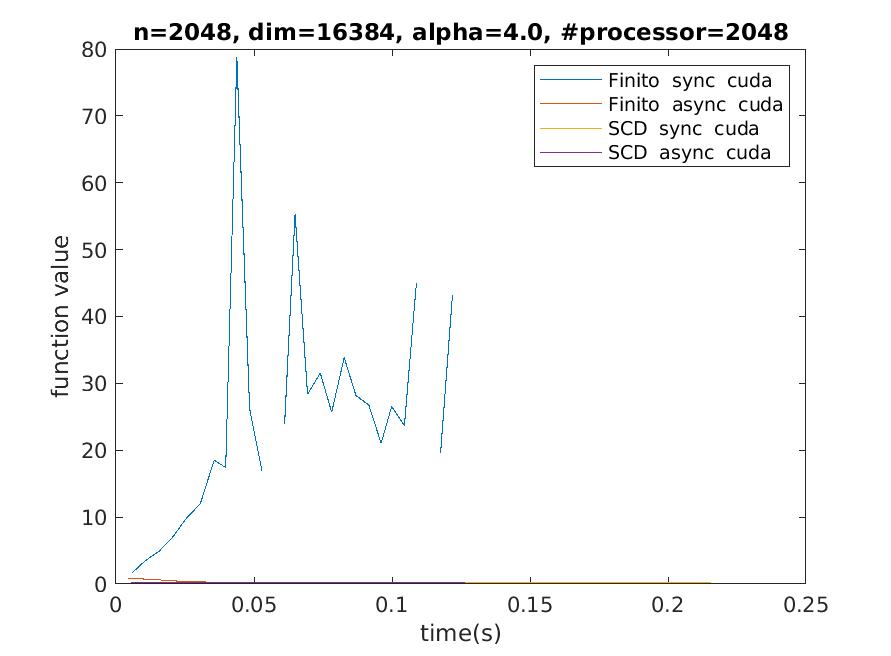 n=2048, dim=16384, alpha=4.0, #processor=2048
80
70
60
50
40
30
20
10
0
function value
Finito sync cuda
Finito async cuda
SCD sync cuda
SCD async cuda
0 0.05 0.1 0.15 0.2 0.25
time(s)